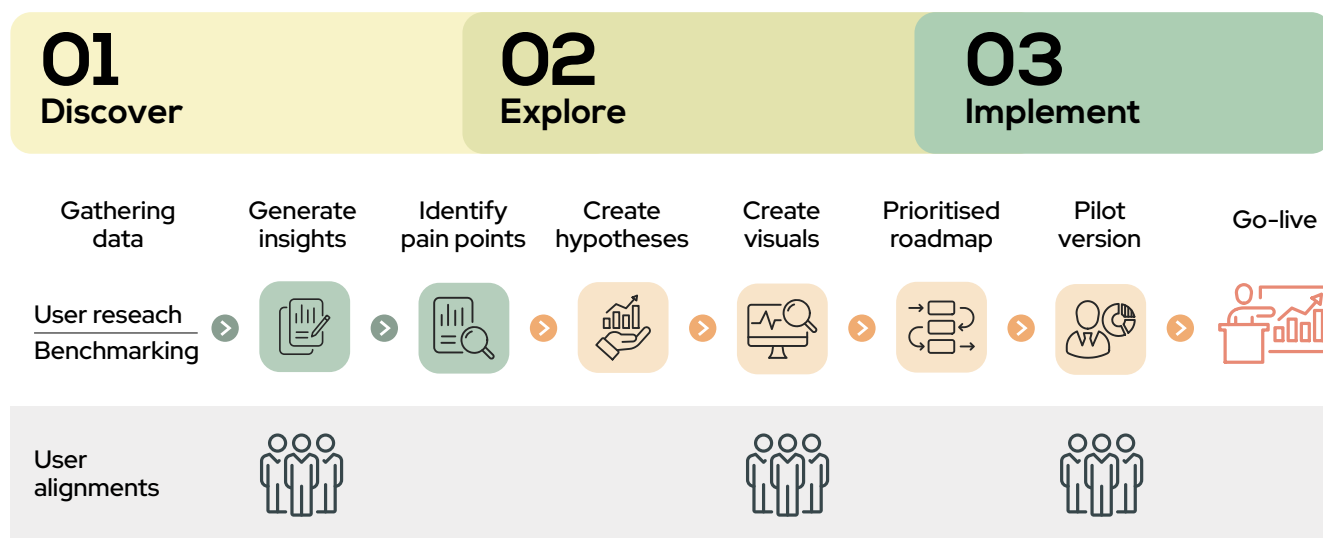 01
Discover
02
Explore
03
Implement
Gathering
data
Generate
insights
Identify
pain points
Create
hypotheses
Create
visuals
Prioritised
roadmap
Pilot
version
Go-live
User reseach
Benchmarking
User
alignments